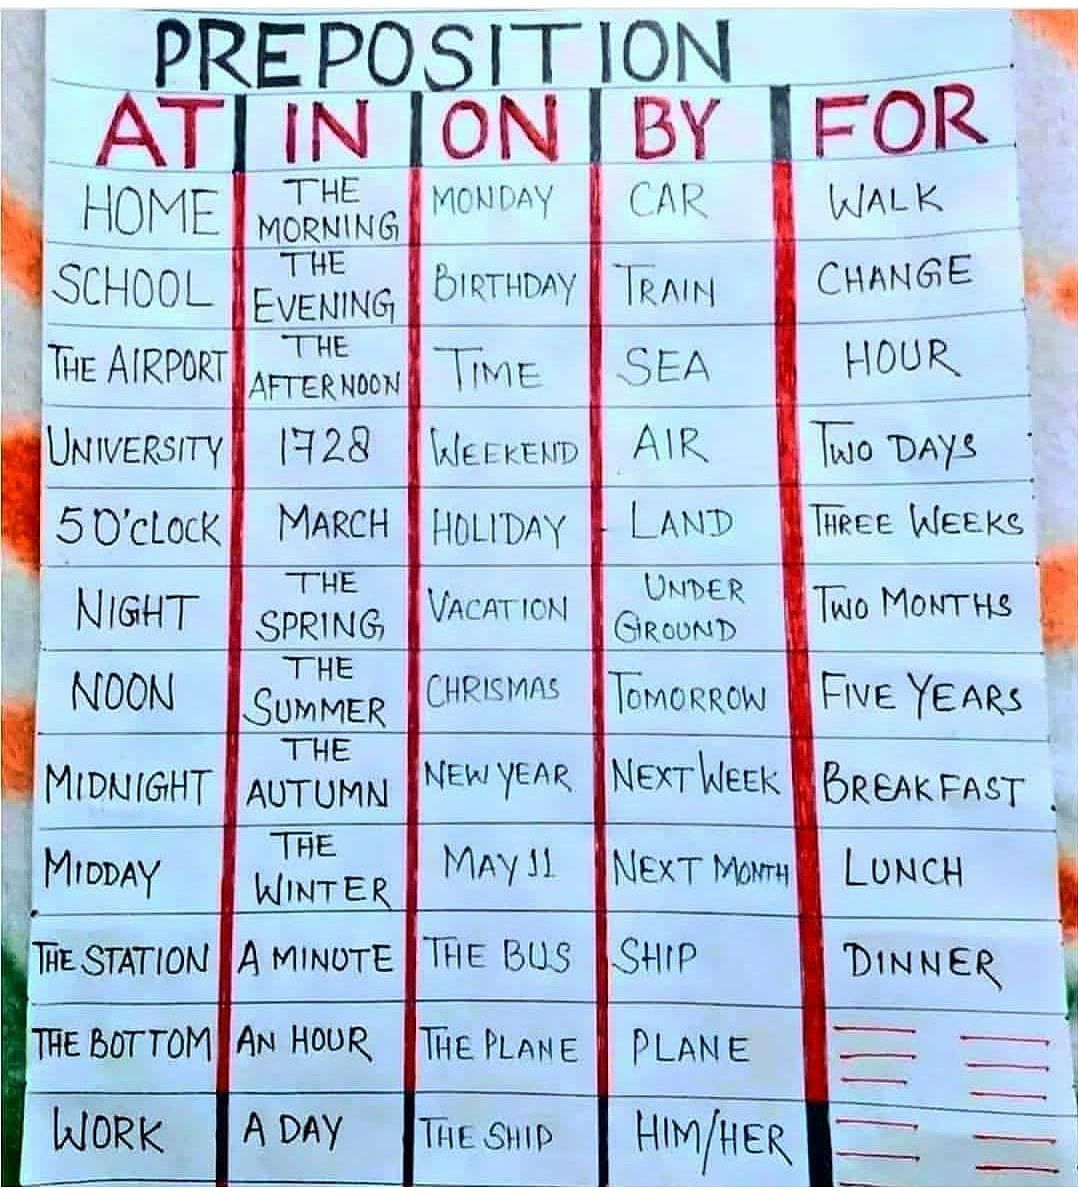 PREPOSITION
AT IN ON BY FOR
HOME THE MORNING MONDAY CAR WALK
SCHOOL THE EVENING BIRTHDAY TRAIN CHANGE
THE AIRPORT THE AFTERNOON TIME SEA HOUR
UNIVERSITY 1728 WEEKEND AIR TWO DAYS
5 O'CLOCK MARCH HOLIDAY LAND THREE WEEKS
NIGHT THE SPRING VACATION UNDER GROUND TWO MONTHS
NOON THE SUMMER CHRISMAS TOMORROW FIVE YEARS
MIDNIGHT THE AUTUMN NEW YEAR NEXT WEEK BREAKFAST
MIDDAY THE WINTER MAY 11 NEXT MONTH LUNCH
THE STATION A MINUTE THE BUS SHIP DINNER
THE BOTTOM AN HOUR THE PLANE PLANE
WORK A DAY THE SHIP HIM/HER